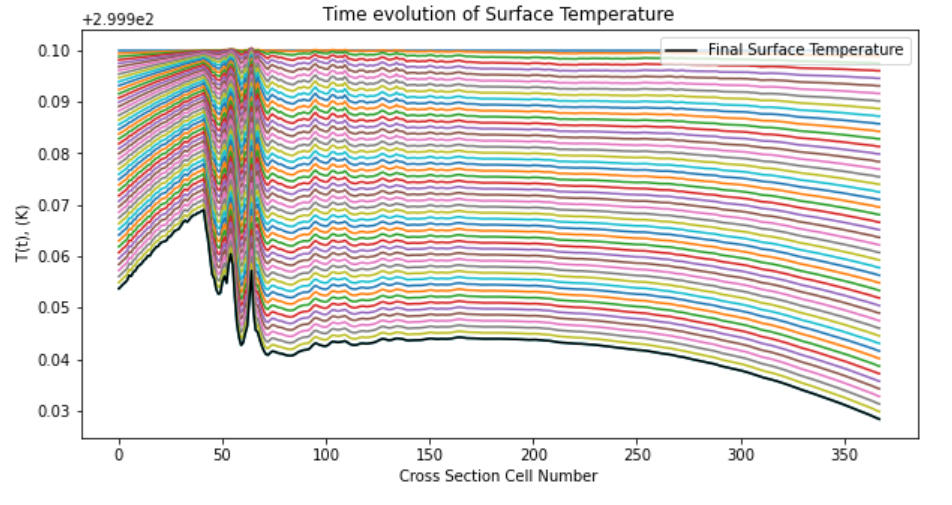 Time evolution of Surface Temperature
+2.999e2
Final Surface Temperature
0.10
0.09
0.08
0.07
0.06
0.05
0.04
0.03
T(t), (K)
0 50 100 150 200 250 300 350
Cross Section Cell Number